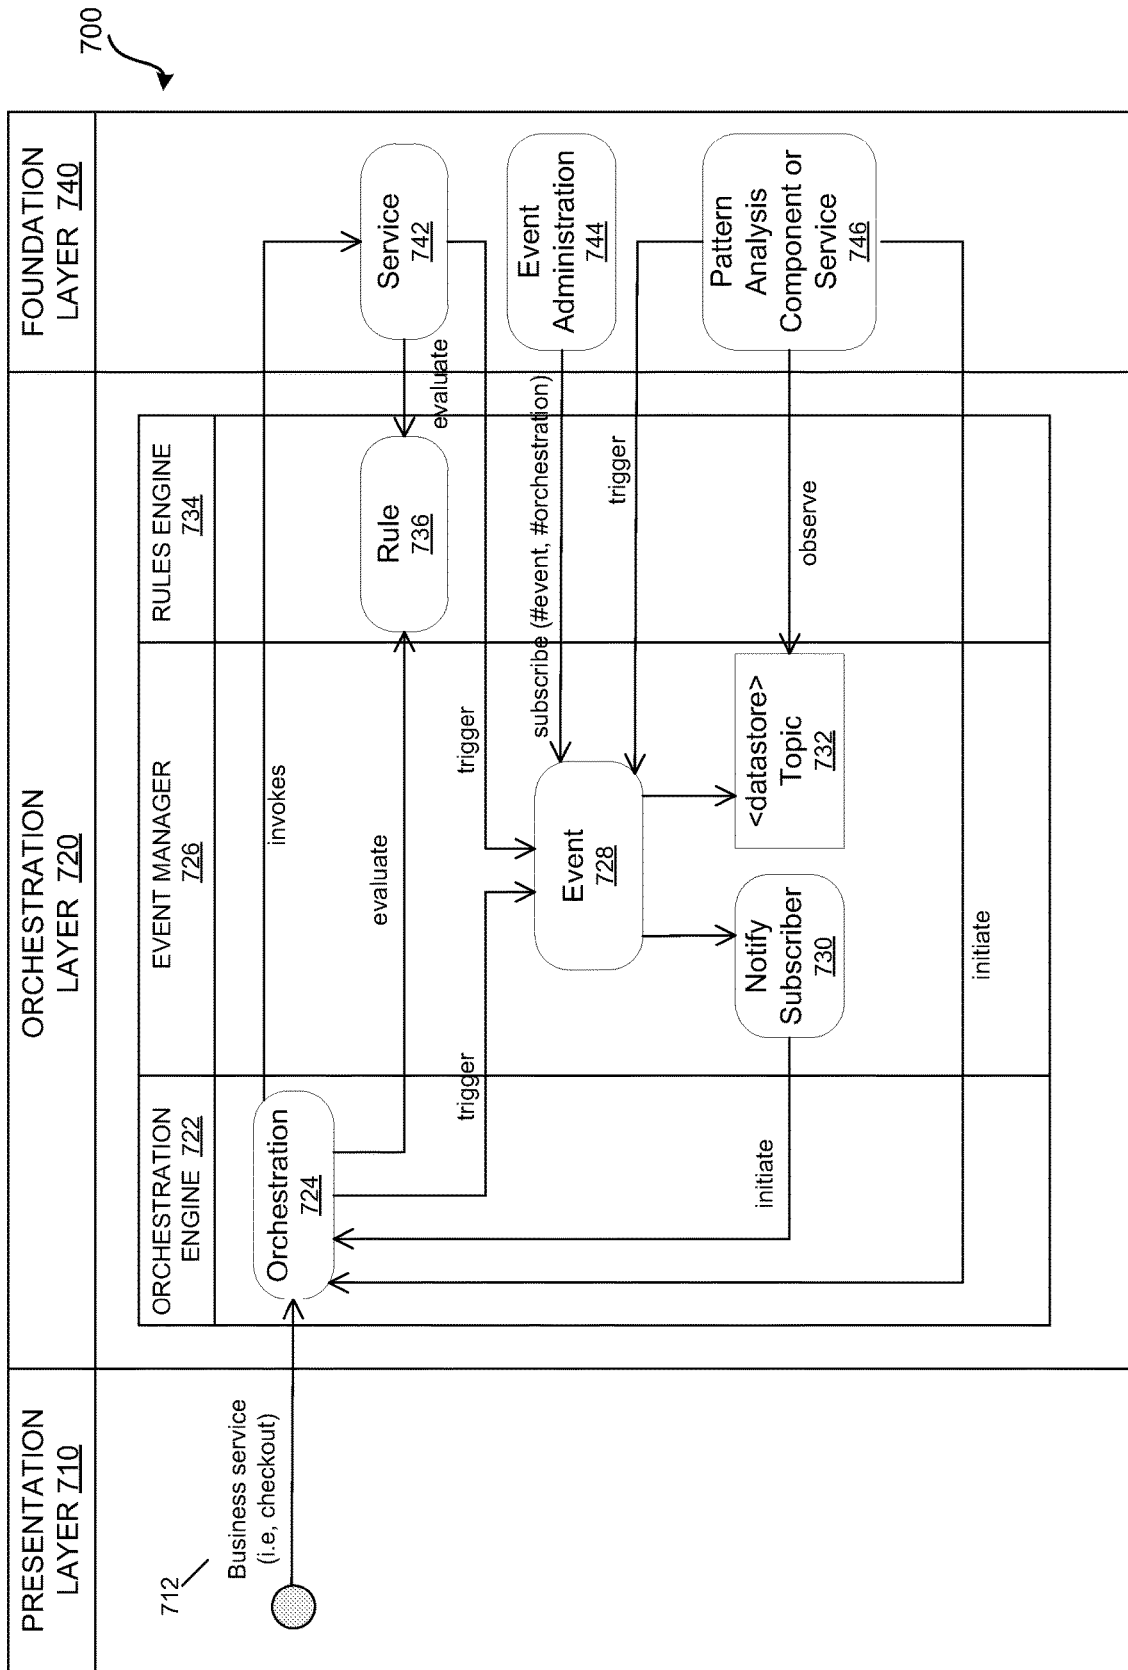 700
PRESENTATION
LAYER 710
ORCHESTRATION
LAYER 720
FOUNDATION
LAYER 740
ORCHESTRATION
ENGINE 722
EVENT MANAGER
726
RULES ENGINE
734
712
Business service
(i.e, checkout)
Orchestration
724
invokes
evaluate
Rule
736
evaluate
Service
742
trigger
trigger
Event
728
subscribe (#event, #orchestration)
Event
Administration
744
trigger
Notify
Subscriber
730
<datastore>
Topic
732
observe
Pattern
Analysis
Component or
Service
746
initiate
initiate